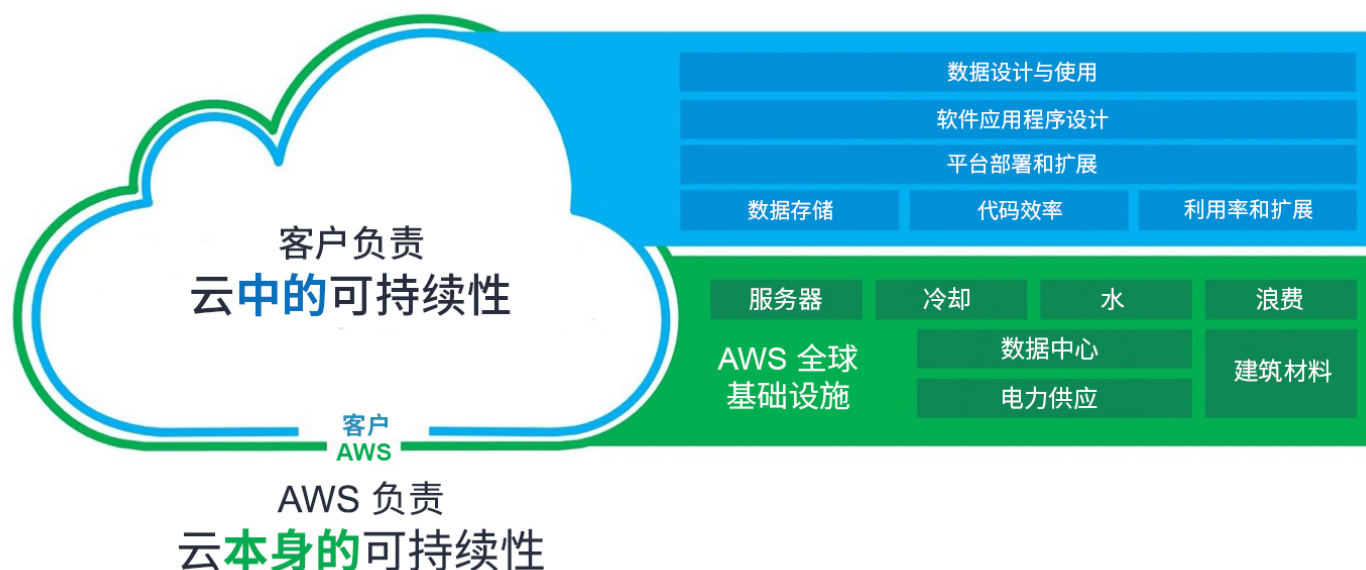 客户负责
云中的可持续性
客户
AWS
AWS 负责
云本身的可持续性
数据设计与使用
软件应用程序设计
平台部署和扩展
数据存储
代码效率
利用率和扩展
服务器
冷却
水
浪费
AWS 全球
基础设施
数据中心
电力供应
建筑材料